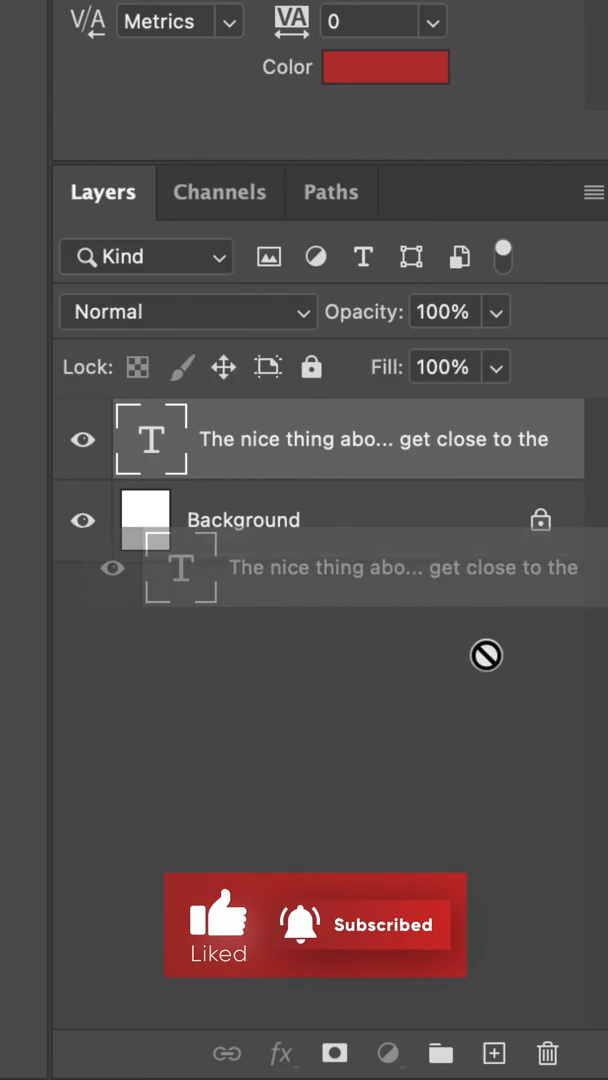 V/A Metrics VA 0
Color
Layers Channels Paths
Kind T
Normal Opacity: 100%
Lock: Fill: 100%
T The nice thing abo... get close to the
Background
T The nice thing abo... get close to the
Liked Subscribed
fx